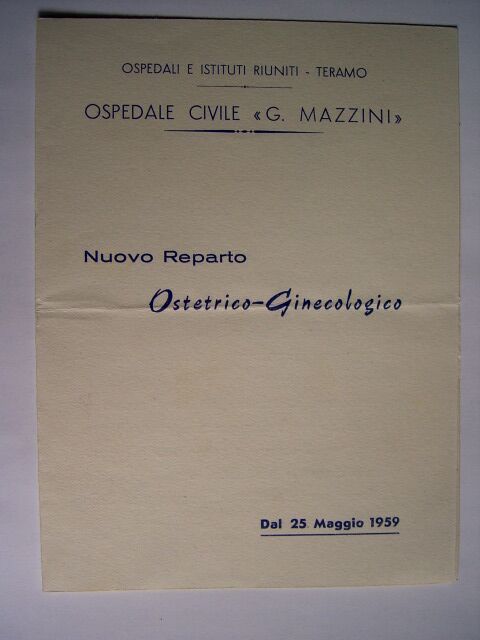 OSPEDALI E ISTITUTI RIUNITI - TERAMO
OSPEDALE CIVILE «G. MAZZINI»
Nuovo Reparto
Ostetrico-Ginecologico
Dal 25 Maggio 1959